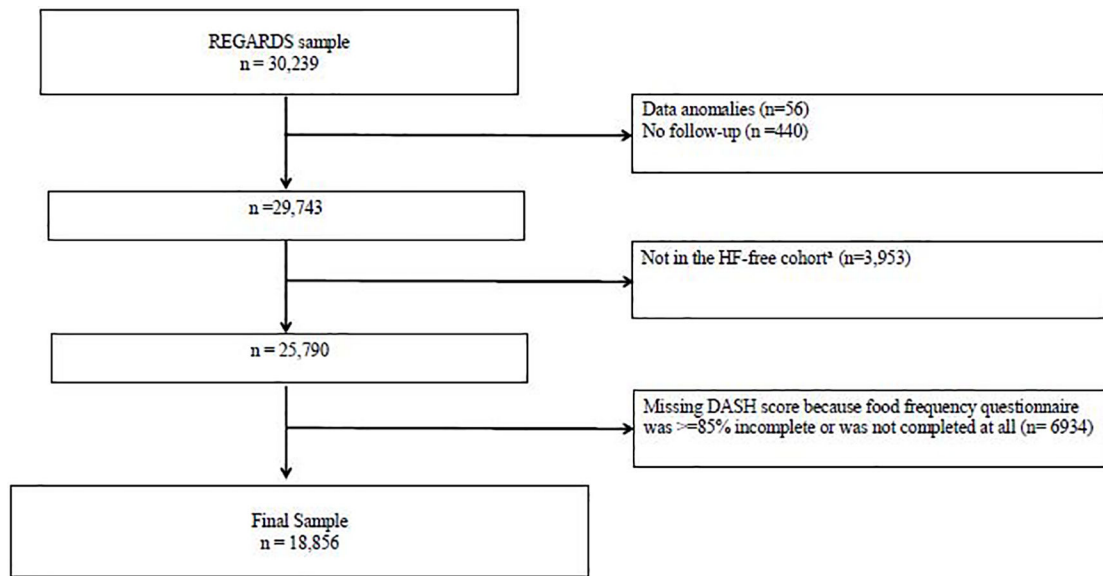 REGARDS sample
n = 30,239
Data anomalies (n=56)
No follow-up (n =440)
n =29,743
Not in the HF-free cohortᵃ (n=3,953)
n = 25,790
Missing DASH score because food frequency questionnaire
was >=85% incomplete or was not completed at all (n= 6934)
Final Sample
n = 18,856